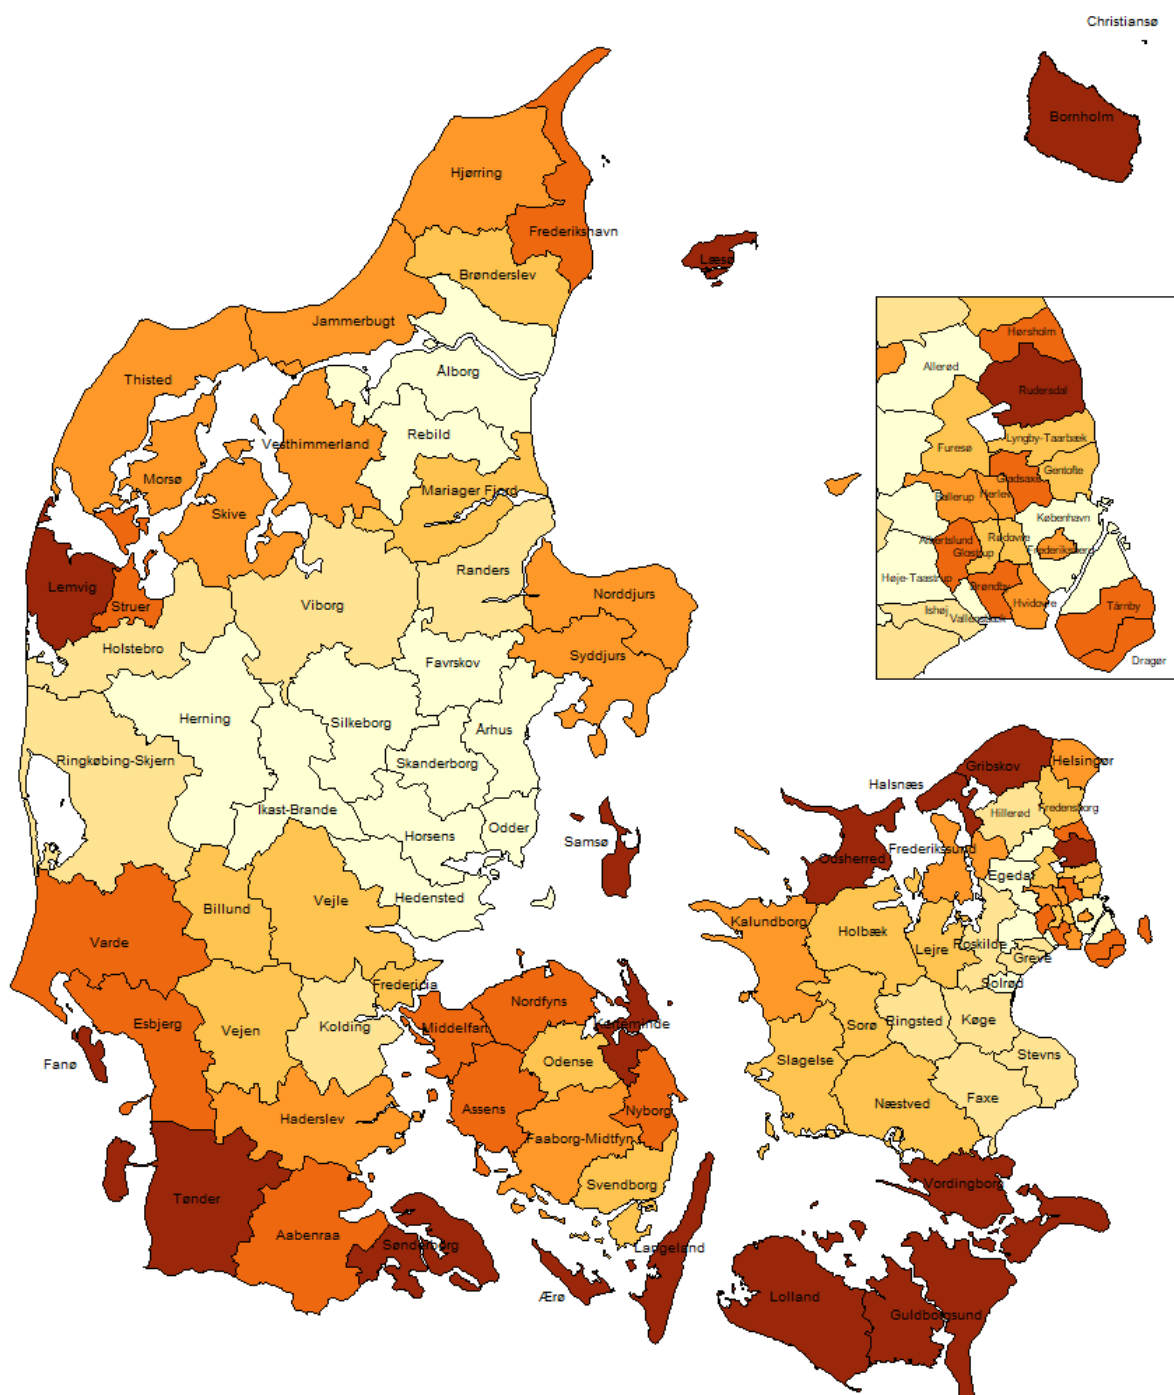 Christiansø
Bornholm
Hjørring
Frederikshavn
Læsø
Brønderslev
Jammerbugt
Ålborg
Thisted
Rebild
Vesthimmerland
Morsø
Mariager Fjord
Skive
Randers
Lemvig
Struer
Viborg
Norddjurs
Holstebro
Syddjurs
Favrskov
Herning
Silkeborg
Århus
Ringkøbing-Skjern
Skanderborg
Ikast-Brande
Horsens
Odder
Samsø
Hedensted
Billund
Vejle
Varde
Fredericia
Esbjerg
Vejen
Kolding
Fanø
Haderslev
Tønder
Aabenraa
Sønderborg
Nordfyns
Middelfart
Kerteminde
Odense
Assens
Nyborg
Faaborg-Midtfyn
Svendborg
Langeland
Ærø
Hørsholm
Allerød
Rudersdal
Lyngby-Taarbæk
Furesø
Gentofte
Gladsaxe
Ballerup
Herlev
København
Albertslund
Rødovre
Glostrup
Frederiksberg
Høje-Taastrup
Brøndby
Ishøj
Hvidovre
Vallensbæk
Tårnby
Dragør
Gribskov
Helsingør
Halsnæs
Hillerød
Fredensborg
Odsherred
Frederikssund
Egedal
Kalundborg
Holbæk
Lejre
Roskilde
Greve
Solrød
Sorø
Ringsted
Køge
Slagelse
Stevns
Næstved
Faxe
Vordingborg
Lolland
Guldborgsund